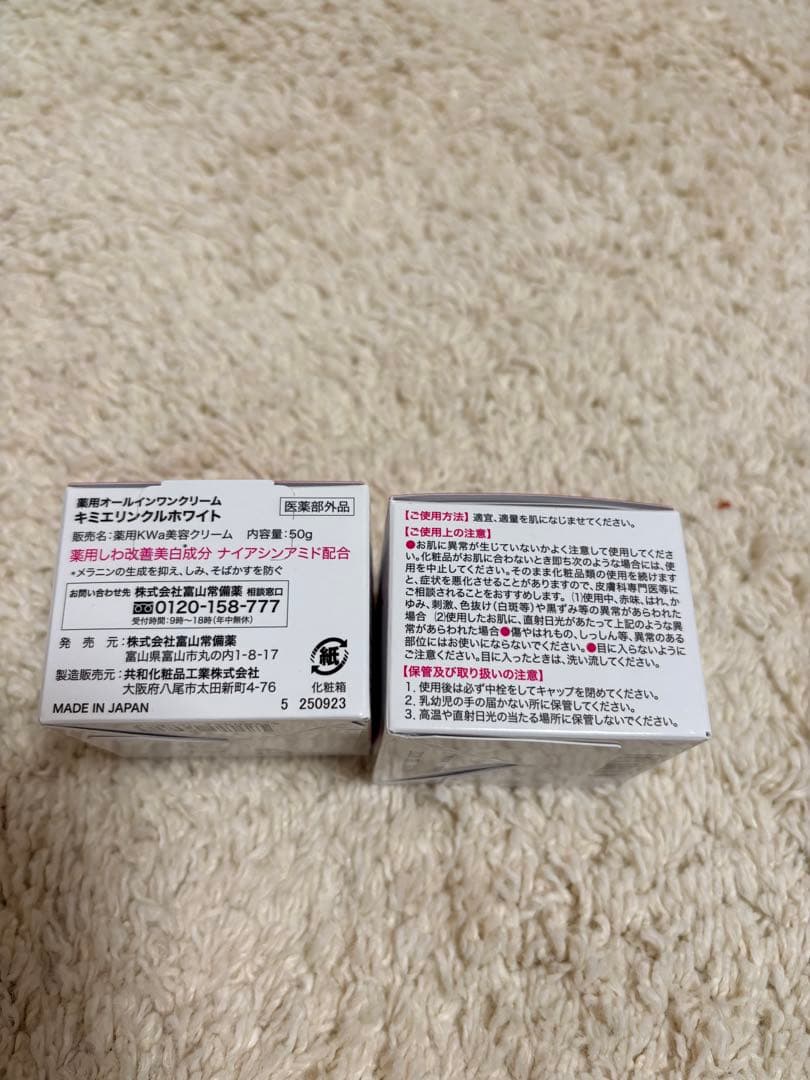 薬用オールインワンクリーム
キミエリンクルホワイト
医薬部外品
販売名:薬用KWa美容クリーム 内容量:50g
薬用しわ改善美白成分 ナイアシンアミド配合
*メラニンの生成を抑え、しみ、そばかすを防ぐ
お問い合わせ先 株式会社富山常備薬 相談窓口
0120-158-777
受付時間:9時〜18時(年中無休)
発売元:株式会社富山常備薬
富山県富山市丸の内1-8-17
製造販売元:共和化粧品工業株式会社
大阪府八尾市太田新町4-76
紙
化粧箱
MADE IN JAPAN
5 250923
【ご使用方法】適宜、適量を肌になじませてください。
【ご使用上の注意】
●お肌に異常が生じていないかよく注意して使用してくださ
い。化粧品がお肌に合わないとき即ち次のような場合には、使
用を中止してください。そのまま化粧品類の使用を続けます
と、症状を悪化させることがありますので、皮膚科専門医等に
ご相談されることをおすすめします。(1)使用中、赤味、はれ、か
ゆみ、刺激、色抜け(白斑等)や黒ずみ等の異常があらわれた
場合 (2)使用したお肌に、直射日光があたって上記のような異
常があらわれた場合●傷やはれもの、しっしん等、異常のある
部位にはお使いにならないでください。●目に入らないように
ご注意ください。目に入ったときは、洗い流してください。
【保管及び取り扱いの注意】
1. 使用後は必ず中栓をしてキャップを閉めてください。
2. 乳幼児の手の届かない所に保管してください。
3. 高温や直射日光の当たる場所に保管しないでください。